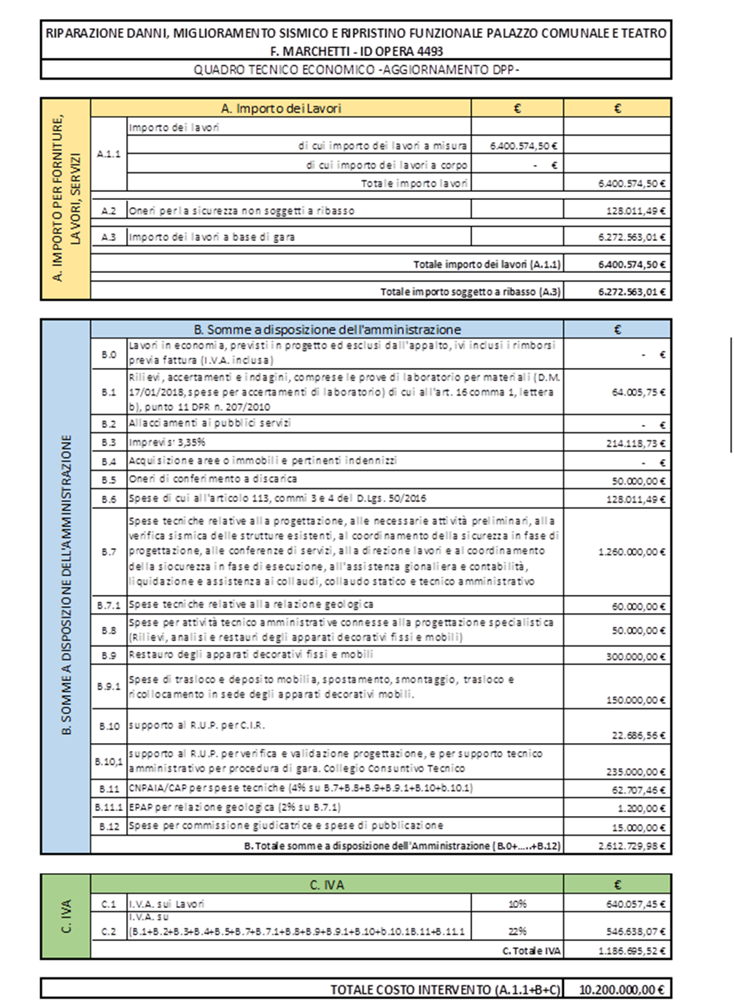 RIPARAZIONE DANNI, MIGLIORAMENTO SISMICO E RIPRISTINO FUNZIONALE PALAZZO COMUNALE E TEATRO
F. MARCHETTI - ID OPERA 4493
QUADRO TECNICO ECONOMICO -AGGIORNAMENTO DPP-
A. IMPORTO PER FORNITURE,
LAVORI, SERVIZI
A. Importo dei Lavori € €
A.1.1 Importo dei lavori
di cui importo dei lavori a misura 6.400.574,50 €
di cui importo dei lavori a corpo - €
Totale importo lavori 6.400.574,50 €
A.2 Oneri per la sicurezza non soggetti a ribasso 128.011,49 €
A.3 Importo dei lavori a base di gara 6.272.563,01 €
Totale importo dei lavori (A.1.1) 6.400.574,50 €
Totale importo soggetto a ribasso (A.3) 6.272.563,01 €
B. SOMME A DISPOSIZIONE DELL'AMMINISTRAZIONE
B. Somme a disposizione dell'amministrazione €
B.0 Lavori in economia, previsti in progetto ed esclusi dall'appalto, ivi inclusi i rimborsi
previa fattura (I.V.A. inclusa) - €
Rilievi, accertamenti e indagini, comprese le prove di laboratorio per materiali (D.M.
B.1 17/01/2018, spese per accertamenti di laboratorio) di cui all'art. 16 comma 1, lettera 64.005,75 €
b), punto 11 DPR n. 207/2010
B.2 Allacciamenti ai pubblici servizi - €
B.3 Imprevis' 3,35% 214.118,73 €
B.4 Acquisizione aree o immobili e pertinenti indennizzi - €
B.5 Oneri di conferimento a discarica 50.000,00 €
B.6 Spese di cui all'articolo 113, commi 3 e 4 del D.Lgs. 50/2016 128.011,49 €
Spese tecniche relative alla progettazione, alle necessarie attività preliminari, alla
verifica sismica delle strutture esistenti, al coordinamento della sicurezza in fase di
B.7 progettazione, alle conferenze di servizi, alla direzione lavori e al coordinamento 1.260.000,00 €
della siocurezza in fase di esecuzione, all'assistenza gionaliera e contabilità,
liquidazione e assistenza ai collaudi, collaudo statico e tecnico amministrativo
B.7.1 Spese tecniche relative alla relazione geologica 60.000,00 €
B.8 Spese per attività tecnico amministrative connesse alla progettazione specialistica
(Rilievi, analisi e restauri degli apparati decorativi fissi e mobili) 50.000,00 €
B.9 Restauro degli apparati decorativi fissi e mobili 300.000,00 €
B.9.1 Spese di trasloco e deposito mobilia, spostamento, smontaggio, trasloco e
ricollocamento in sede degli apparati decorativi mobili. 150.000,00 €
B.10 supporto al R.U.P. per C.I.R. 22.686,56 €
B.10,1 supporto al R.U.P. per verifica e validazione progettazione, e per supporto tecnico
amministrativo per procedura di gara. Collegio Consuntivo Tecnico 235.000,00 €
B.11 CNPAIA/CAP per spese tecniche (4% su B.7+B.8+B.9+B.9.1+B.10+b.10.1) 62.707,46 €
B.11.1 EPAP per relazione geologica (2% su B.7.1) 1.200,00 €
B.12 Spese per commissione giudicatrice e spese di pubblicazione 15.000,00 €
B. Totale somme a disposizione dell'Amministrazione (B.0+.....+B.12) 2.612.729,98 €
C. IVA
C. IVA €
C.1 I.V.A. sui Lavori 10% 640.057,45 €
I.V.A. su
C.2 (B.1+B.2+B.3+B.4+B.5+B.7+B.7.1+B.8+B.9+B.9.1+B.10+b.10.1B.11+B.11.1 22% 546.638,07 €
C. Totale IVA 1.186.695,52 €
TOTALE COSTO INTERVENTO (A.1.1+B+C) 10.200.000,00 €